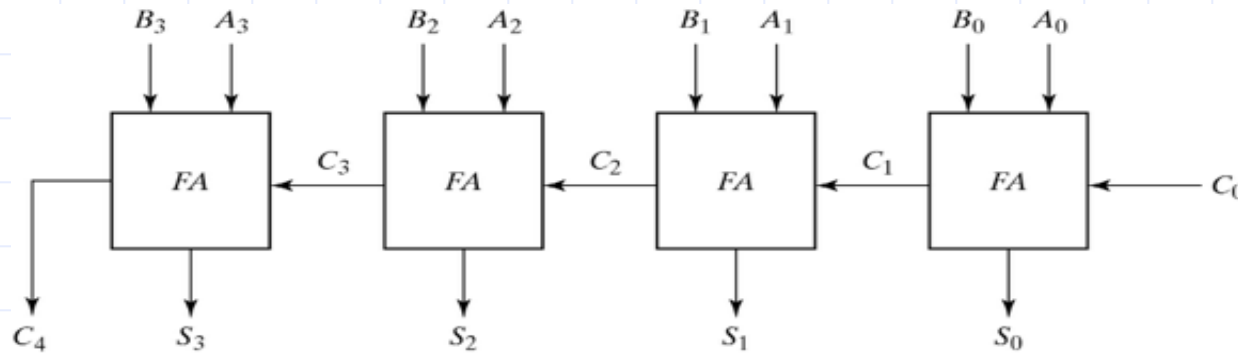 B₃ A₃ B₂ A₂ B₁ A₁ B₀ A₀
FA C₃ FA C₂ FA C₁ FA C₀
C₄ S₃ S₂ S₁ S₀